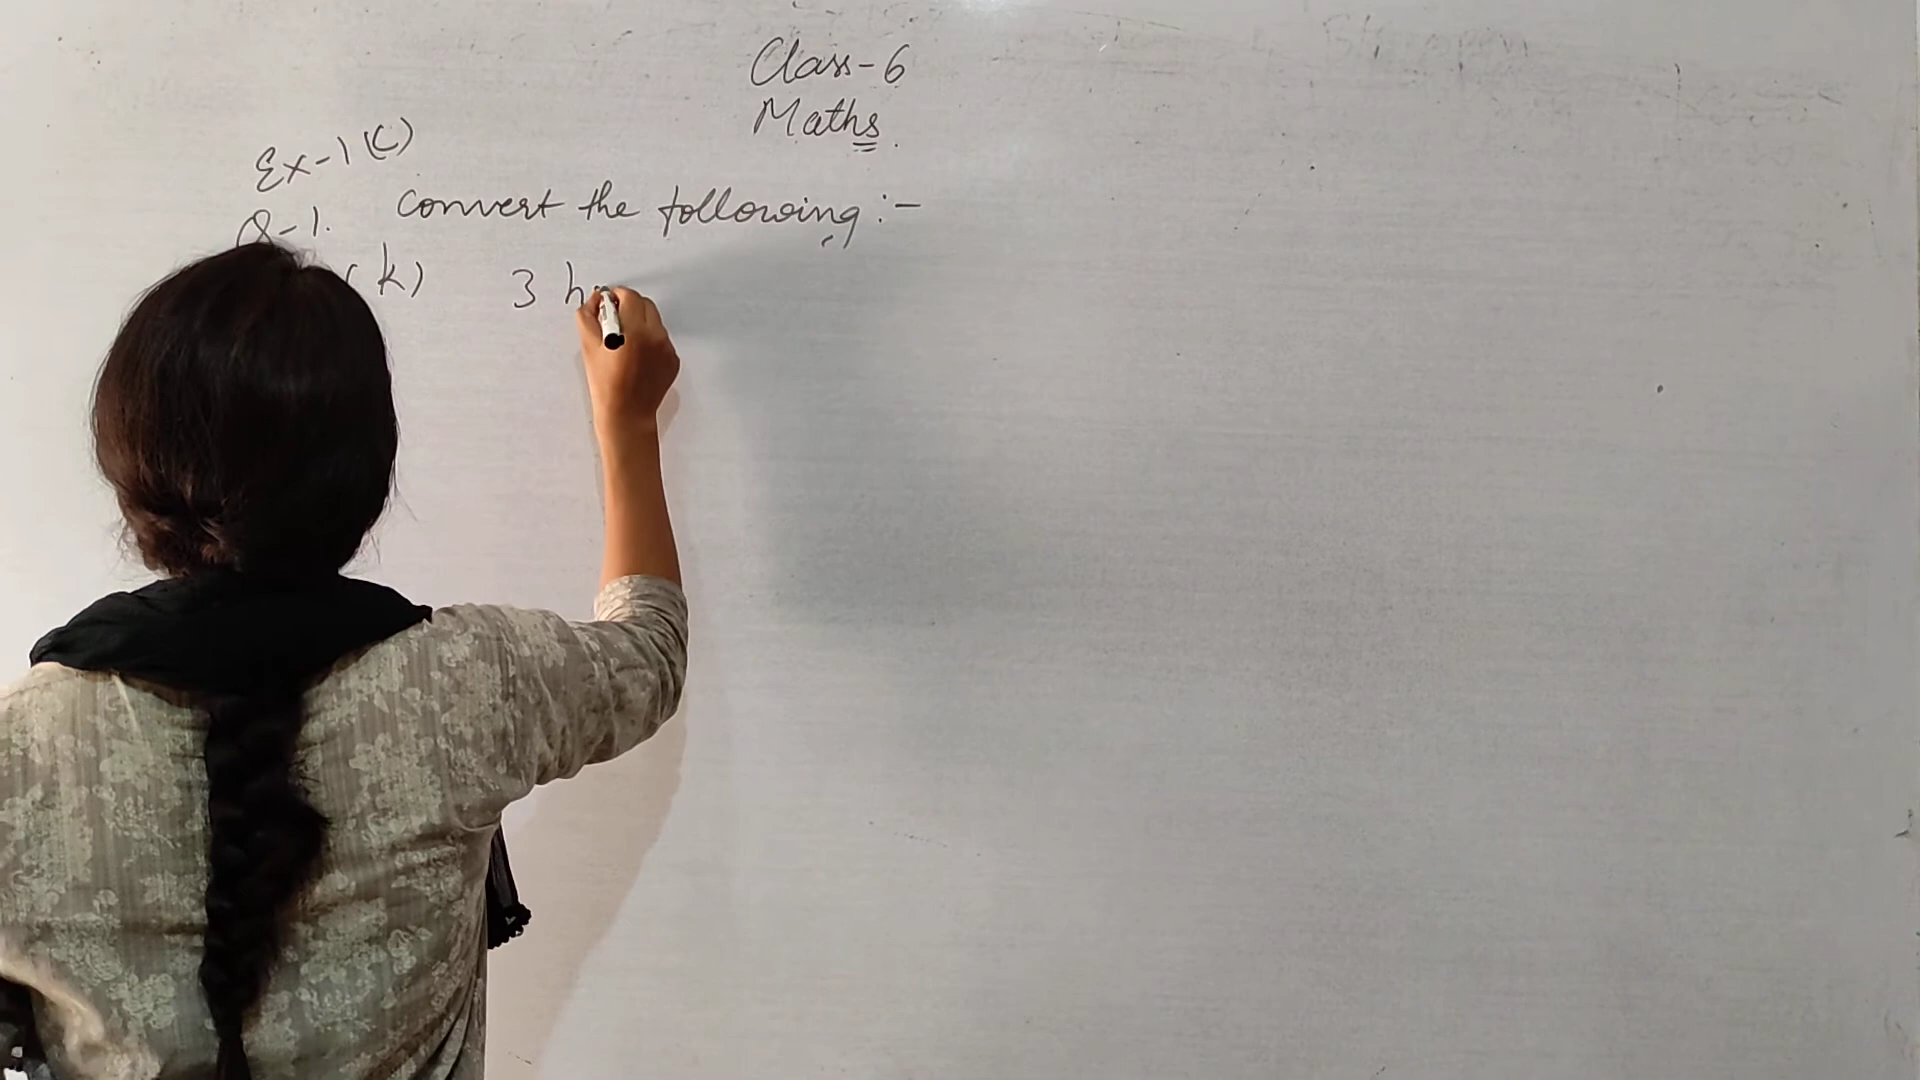 Class-6
Maths.
Ex-1(C)
Q-1. Convert the following:-
(k) 3 h